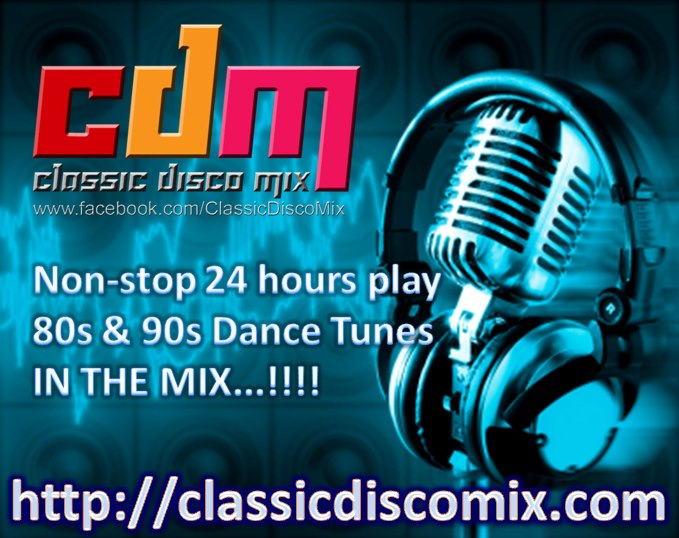 cdm
classic disco mix
www.facebook.com/ClassicDiscoMix
Non-stop 24 hours play
80s & 90s Dance Tunes
IN THE MIX...!!!!
http://classicdiscomix.com